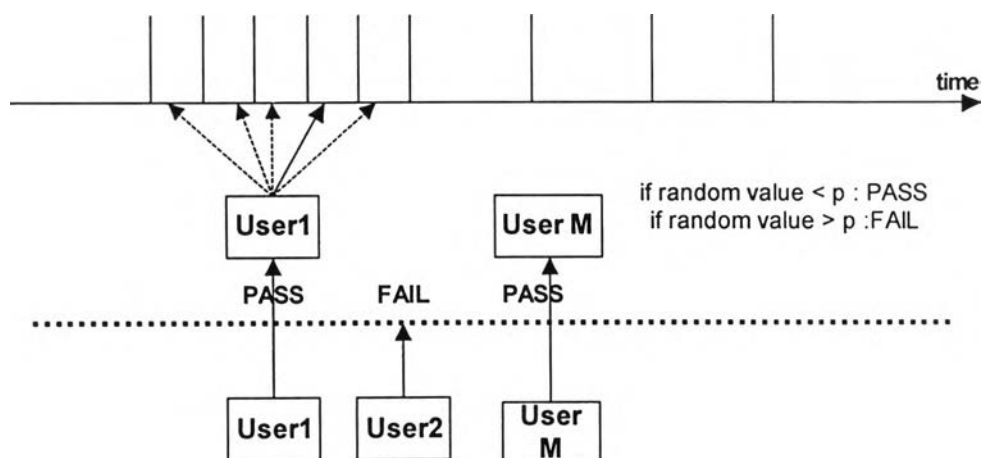 time
User1
User M
if random value < p : PASS
if random value > p :FAIL
PASS
FAIL
PASS
User1
User2
User
M